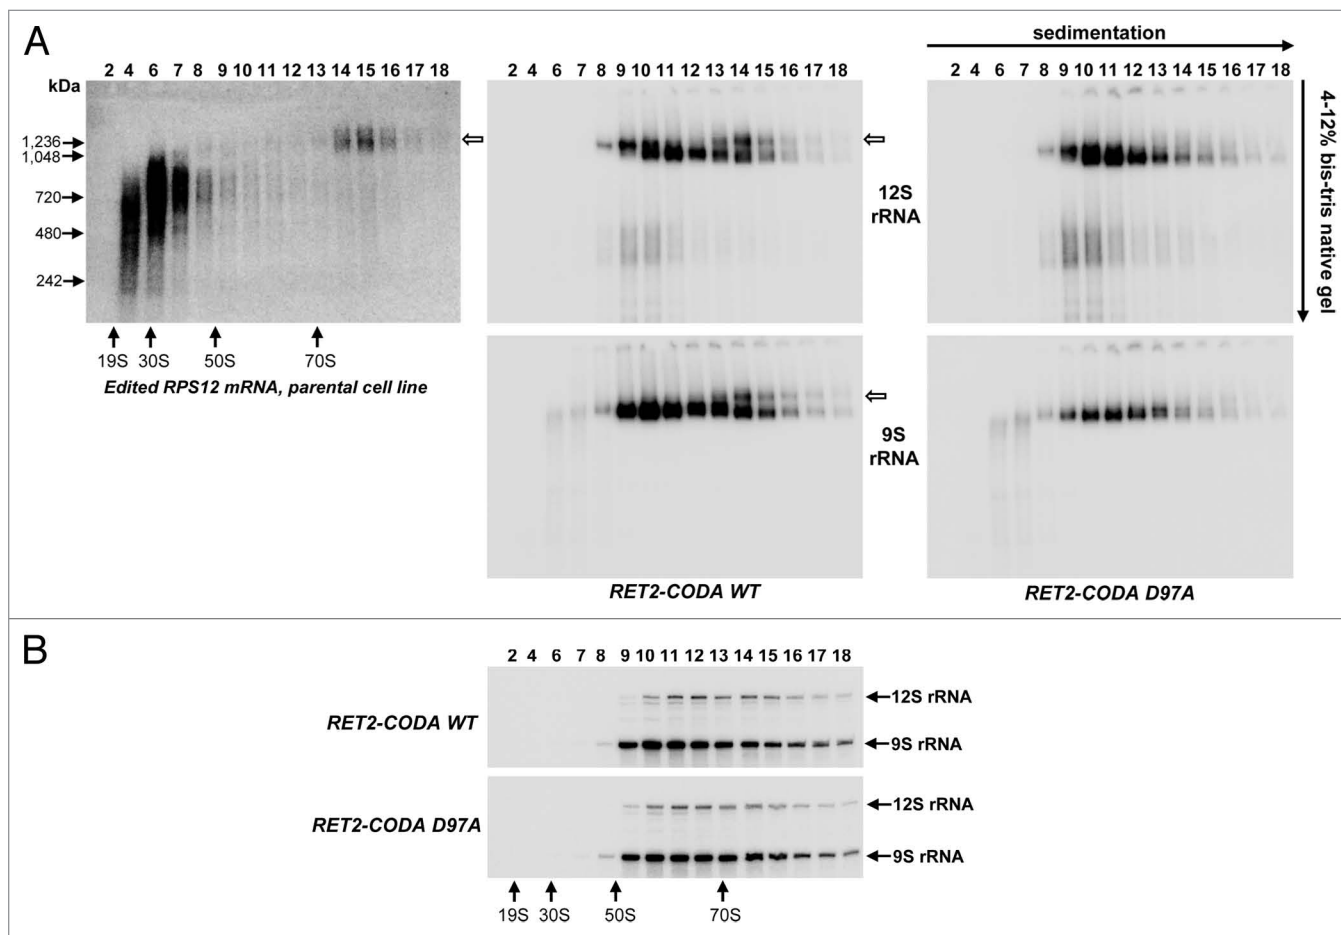 A
sedimentation
2 4 6 7 8 9 10 11 12 13 14 15 16 17 18
2 4 6 7 8 9 10 11 12 13 14 15 16 17 18
2 4 6 7 8 9 10 11 12 13 14 15 16 17 18
kDa
1,236
1,048
720
480
242
19S 30S 50S 70S
Edited RPS12 mRNA, parental cell line
12S
rRNA
9S
rRNA
4-12% bis-tris native gel
RET2-CODA WT
RET2-CODA D97A
B
2 4 6 7 8 9 10 11 12 13 14 15 16 17 18
RET2-CODA WT
12S rRNA
9S rRNA
RET2-CODA D97A
12S rRNA
9S rRNA
19S 30S 50S 70S